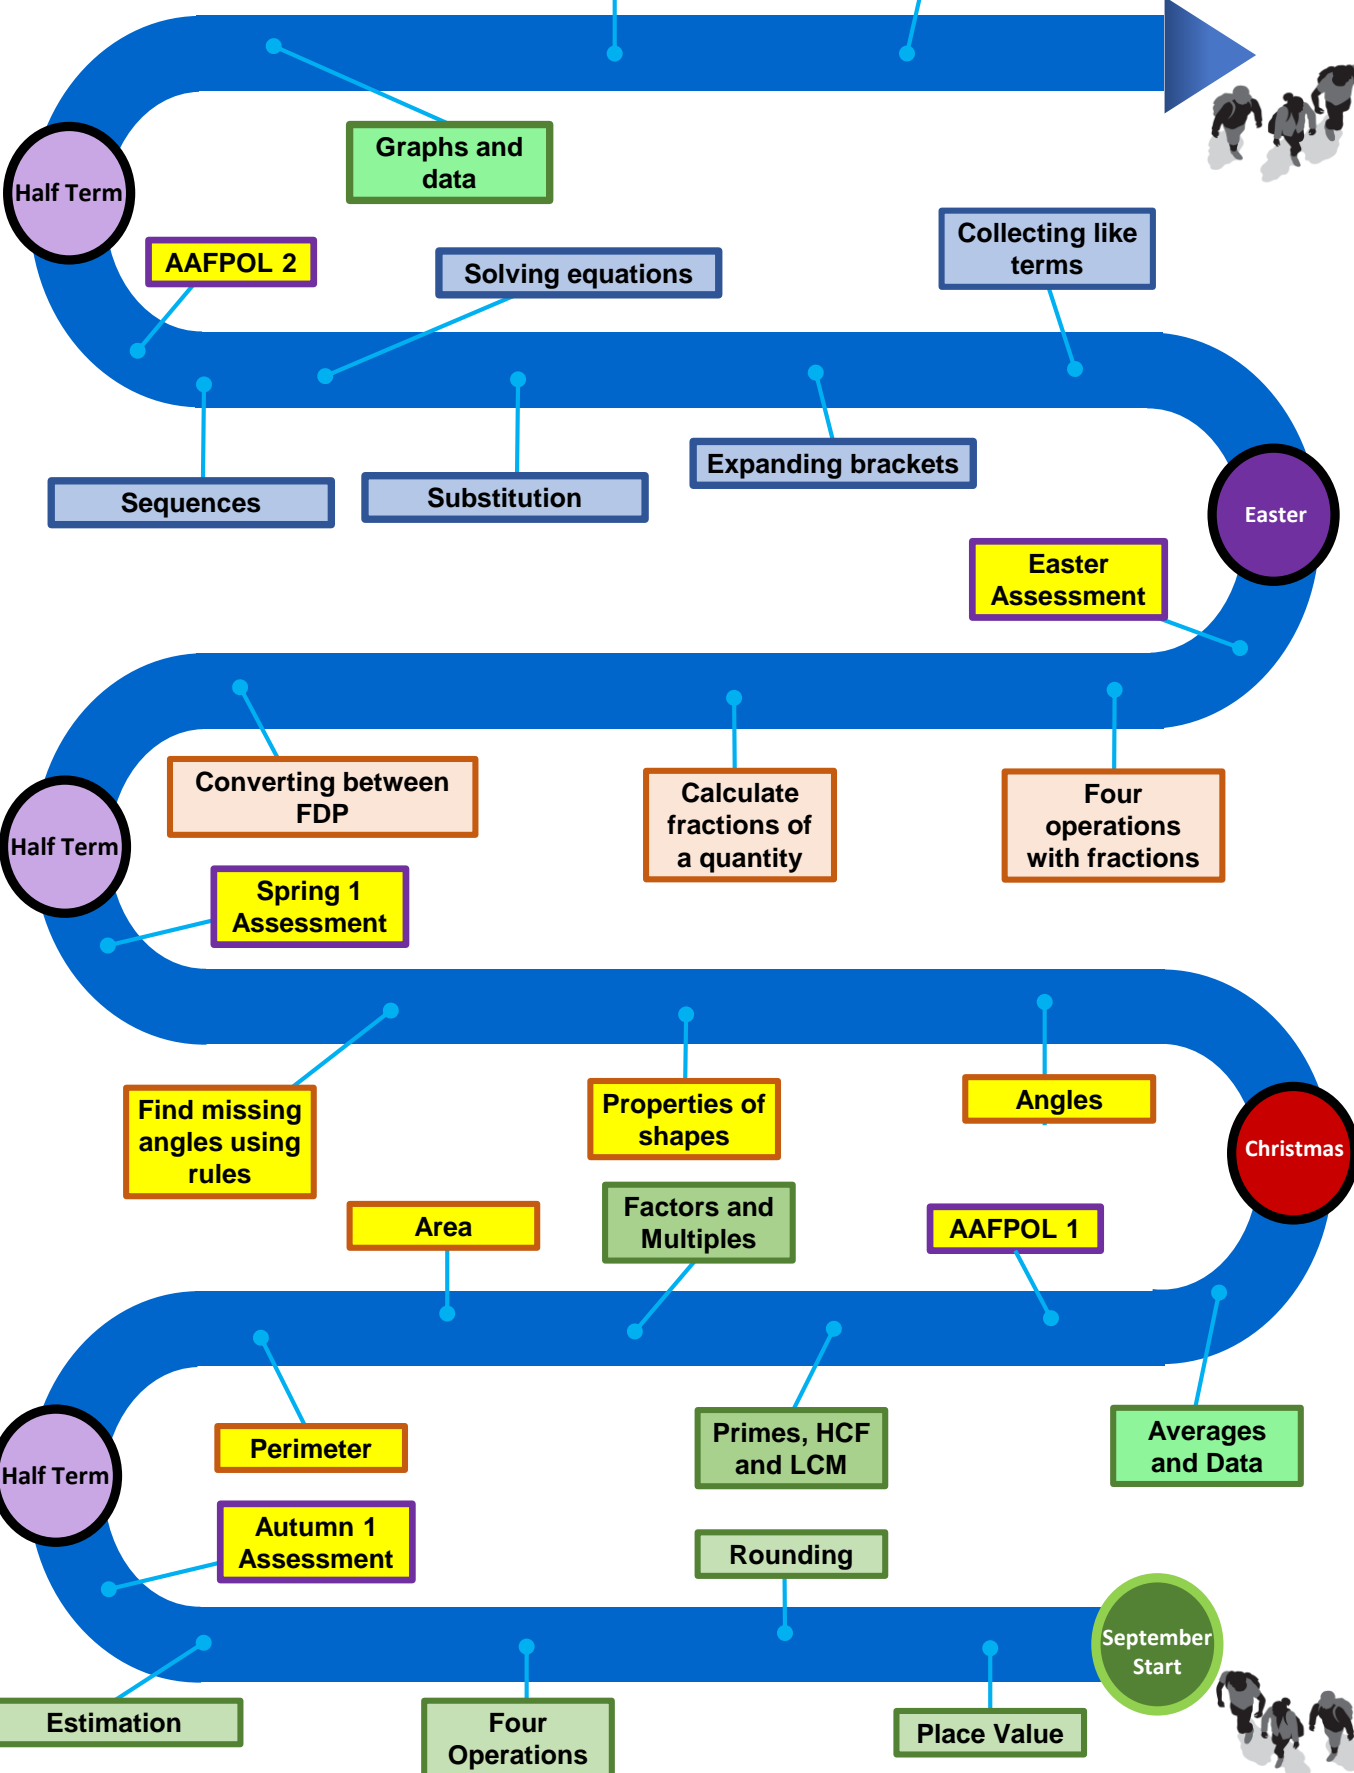 Graphs and
data
Half Term
Collecting like
terms
AAFPOL 2
Solving equations
Expanding brackets
Sequences
Substitution
Easter
Easter
Assessment
Converting between
FDP
Calculate
fractions of
a quantity
Four
operations
with fractions
Half Term
Spring 1
Assessment
Find missing
angles using
rules
Properties of
shapes
Angles
Christmas
Area
Factors and
Multiples
AAFPOL 1
Perimeter
Primes, HCF
and LCM
Averages
and Data
Half Term
Autumn 1
Assessment
Rounding
September
Start
Estimation
Four
Operations
Place Value